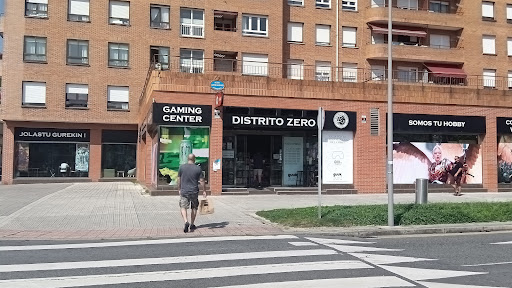 JOLASTU GUREKIN !
GAMING
CENTER
DISTRITO ZERO
SOMOS TU HOBBY